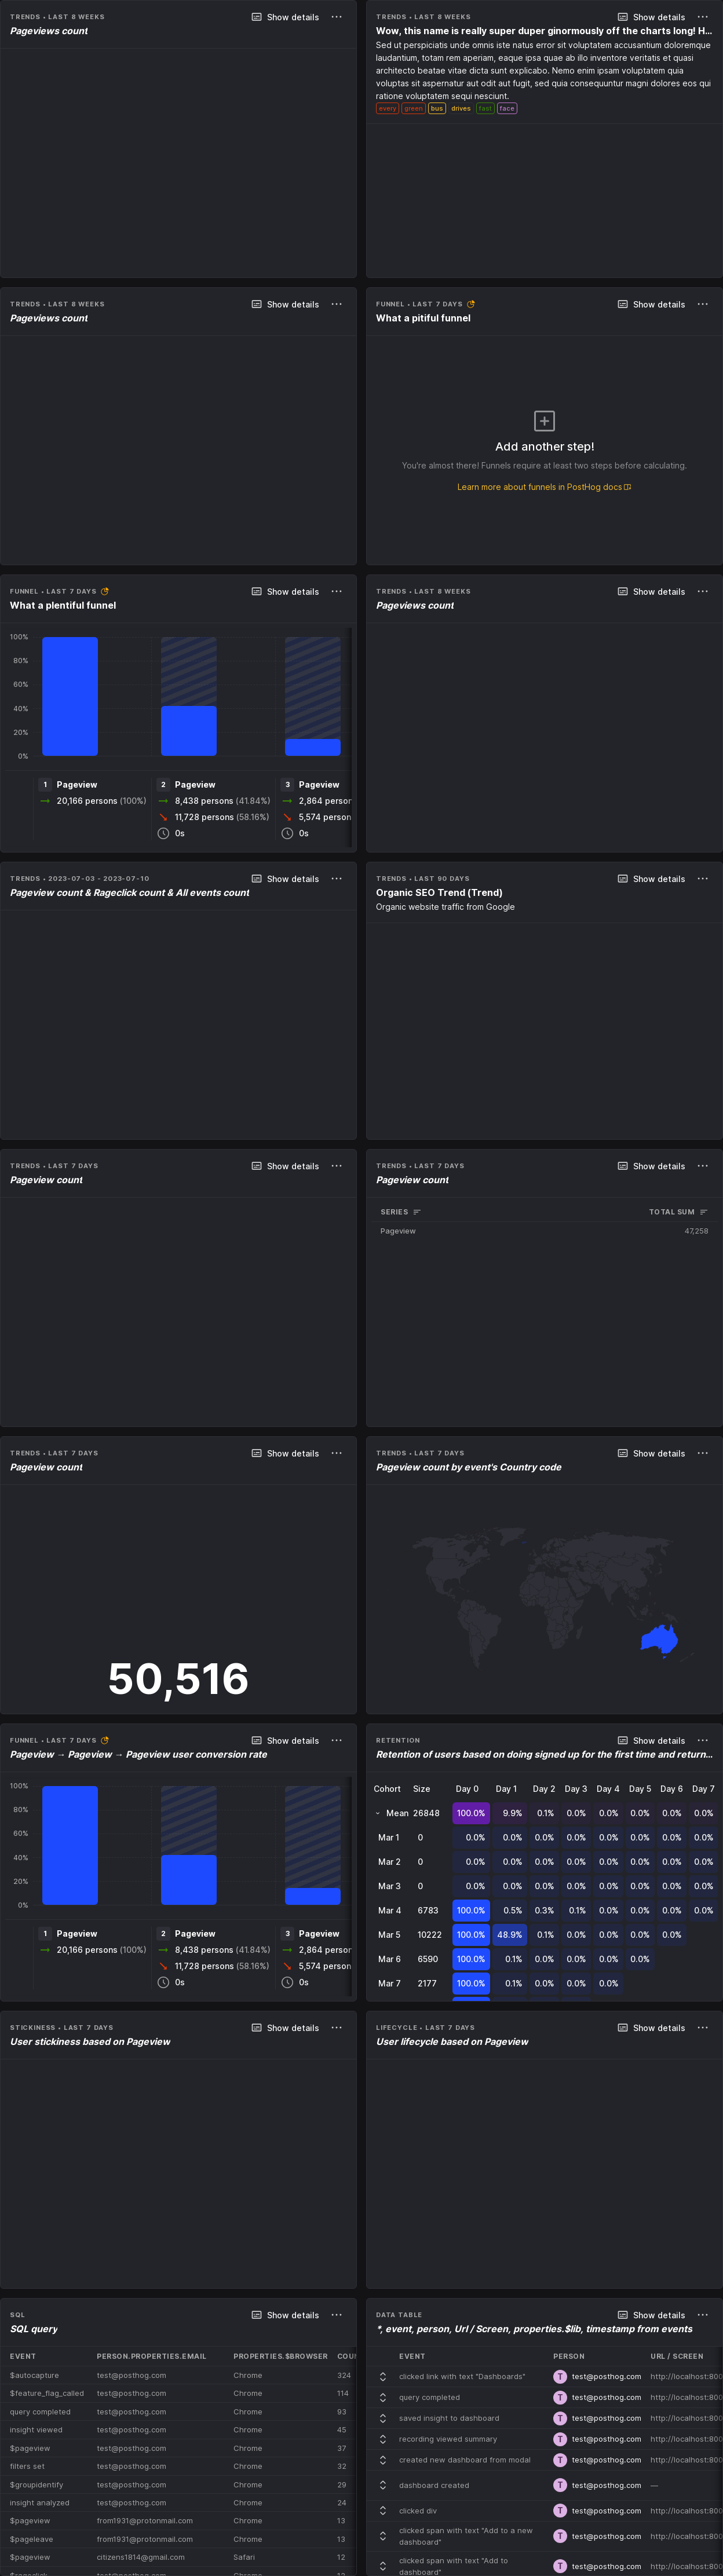 TRENDS • LAST 8 WEEKS
Show details
Pageviews count
TRENDS • LAST 8 WEEKS
Show details
Wow, this name is really super duper ginormously off the charts long! H...
Sed ut perspiciatis unde omnis iste natus error sit voluptatem accusantium doloremque
laudantium, totam rem aperiam, eaque ipsa quae ab illo inventore veritatis et quasi
architecto beatae vitae dicta sunt explicabo. Nemo enim ipsam voluptatem quia
voluptas sit aspernatur aut odit aut fugit, sed quia consequuntur magni dolores eos qui
ratione voluptatem sequi nesciunt.
every green bus drives fast face
TRENDS • LAST 8 WEEKS
Show details
Pageviews count
FUNNEL • LAST 7 DAYS
Show details
What a pitiful funnel
Add another step!
You're almost there! Funnels require at least two steps before calculating.
Learn more about funnels in PostHog docs
FUNNEL • LAST 7 DAYS
Show details
What a plentiful funnel
100%
80%
60%
40%
20%
0%
1 Pageview
20,166 persons (100%)
2 Pageview
8,438 persons (41.84%)
11,728 persons (58.16%)
0s
3 Pageview
2,864 person
5,574 person
0s
TRENDS • LAST 8 WEEKS
Show details
Pageviews count
TRENDS • 2023-07-03 - 2023-07-10
Show details
Pageview count & Rageclick count & All events count
TRENDS • LAST 90 DAYS
Show details
Organic SEO Trend (Trend)
Organic website traffic from Google
TRENDS • LAST 7 DAYS
Show details
Pageview count
TRENDS • LAST 7 DAYS
Show details
Pageview count
SERIES TOTAL SUM
Pageview 47,258
TRENDS • LAST 7 DAYS
Show details
Pageview count
50,516
TRENDS • LAST 7 DAYS
Show details
Pageview count by event's Country code
FUNNEL • LAST 7 DAYS
Show details
Pageview → Pageview → Pageview user conversion rate
100%
80%
60%
40%
20%
0%
1 Pageview
20,166 persons (100%)
2 Pageview
8,438 persons (41.84%)
11,728 persons (58.16%)
0s
3 Pageview
2,864 person
5,574 person
0s
RETENTION
Show details
Retention of users based on doing signed up for the first time and return...
Cohort Size Day 0 Day 1 Day 2 Day 3 Day 4 Day 5 Day 6 Day 7
Mean 26848 100.0% 9.9% 0.1% 0.0% 0.0% 0.0% 0.0% 0.0%
Mar 1 0 0.0% 0.0% 0.0% 0.0% 0.0% 0.0% 0.0% 0.0%
Mar 2 0 0.0% 0.0% 0.0% 0.0% 0.0% 0.0% 0.0% 0.0%
Mar 3 0 0.0% 0.0% 0.0% 0.0% 0.0% 0.0% 0.0% 0.0%
Mar 4 6783 100.0% 0.5% 0.3% 0.1% 0.0% 0.0% 0.0% 0.0%
Mar 5 10222 100.0% 48.9% 0.1% 0.0% 0.0% 0.0% 0.0%
Mar 6 6590 100.0% 0.1% 0.0% 0.0% 0.0% 0.0%
Mar 7 2177 100.0% 0.1% 0.0% 0.0% 0.0%
STICKINESS • LAST 7 DAYS
Show details
User stickiness based on Pageview
LIFECYCLE • LAST 7 DAYS
Show details
User lifecycle based on Pageview
SQL
Show details
SQL query
EVENT PERSON.PROPERTIES.EMAIL PROPERTIES.$BROWSER COU
$autocapture test@posthog.com Chrome 324
$feature_flag_called test@posthog.com Chrome 114
query completed test@posthog.com Chrome 93
insight viewed test@posthog.com Chrome 45
$pageview test@posthog.com Chrome 37
filters set test@posthog.com Chrome 32
$groupidentify test@posthog.com Chrome 29
insight analyzed test@posthog.com Chrome 24
$pageview from1931@protonmail.com Chrome 13
$pageleave from1931@protonmail.com Chrome 13
$pageview citizens1814@gmail.com Safari 12
DATA TABLE
Show details
*, event, person, Url / Screen, properties.$lib, timestamp from events
EVENT PERSON URL / SCREEN
clicked link with text "Dashboards" T test@posthog.com http://localhost:800
query completed T test@posthog.com http://localhost:800
saved insight to dashboard T test@posthog.com http://localhost:800
recording viewed summary T test@posthog.com http://localhost:800
created new dashboard from modal T test@posthog.com http://localhost:800
dashboard created T test@posthog.com —
clicked div T test@posthog.com http://localhost:800
clicked span with text "Add to a new
dashboard" T test@posthog.com http://localhost:800
clicked span with text "Add to
dashboard" T test@posthog.com http://localhost:800